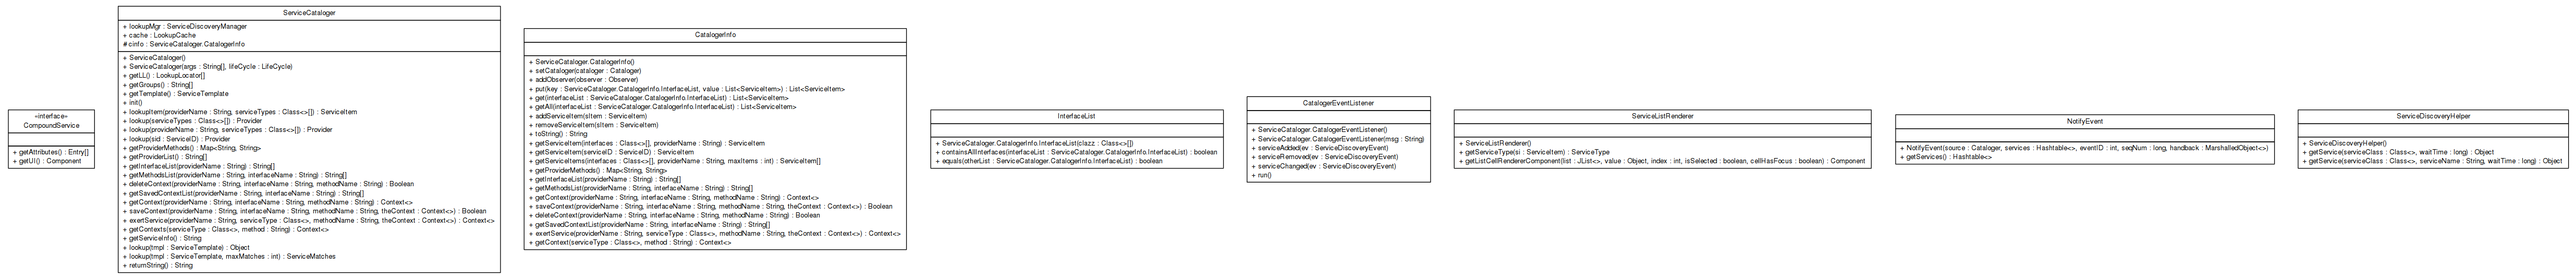 «interface»
CompoundService
+ getAttributes() : Entry[]
+ getUI() : Component
ServiceCataloger
+ lookupMgr : ServiceDiscoveryManager
+ cache : LookupCache
# cinfo : ServiceCataloger.CatalogerInfo
+ ServiceCataloger()
+ ServiceCataloger(args : String[], lifeCycle : LifeCycle)
+ getLL() : LookupLocator[]
+ getGroups() : String[]
+ getTemplate() : ServiceTemplate
+ init()
+ lookupItem(providerName : String, serviceTypes : Class<>[]) : ServiceItem
+ lookup(serviceTypes : Class<>[]) : Provider
+ lookup(providerName : String, serviceTypes : Class<>[]) : Provider
+ lookup(sid : ServiceID) : Provider
+ getProviderMethods() : Map<String, String>
+ getProviderList() : String[]
+ getInterfaceList(providerName : String) : String[]
+ getMethodsList(providerName : String, interfaceName : String) : String[]
+ deleteContext(providerName : String, interfaceName : String, methodName : String) : Boolean
+ getSavedContextList(providerName : String, interfaceName : String) : String[]
+ getContext(providerName : String, interfaceName : String, methodName : String) : Context<>
+ saveContext(providerName : String, interfaceName : String, methodName : String, theContext : Context<>) : Boolean
+ exertService(providerName : String, serviceType : Class<>, methodName : String, theContext : Context<>) : Context<>
+ getContexts(serviceType : Class<>, method : String) : Context<>
+ getServiceInfo() : String
+ lookup(tmpl : ServiceTemplate) : Object
+ lookup(tmpl : ServiceTemplate, maxMatches : int) : ServiceMatches
+ returnString() : String
CatalogerInfo
+ ServiceCataloger.CatalogerInfo()
+ setCataloger(cataloger : Cataloger)
+ addObserver(observer : Observer)
+ put(key : ServiceCataloger.CatalogerInfo.InterfaceList, value : List<ServiceItem>) : List<ServiceItem>
+ get(interfaceList : ServiceCataloger.CatalogerInfo.InterfaceList) : List<ServiceItem>
+ getAll(interfaceList : ServiceCataloger.CatalogerInfo.InterfaceList) : List<ServiceItem>
+ addServiceItem(sItem : ServiceItem)
+ removeServiceItem(sItem : ServiceItem)
+ toString() : String
+ getServiceItem(interfaces : Class<>[], providerName : String) : ServiceItem
+ getServiceItem(serviceID : ServiceID) : ServiceItem
+ getServiceItems(interfaces : Class<>[], providerName : String, maxItems : int) : ServiceItem[]
+ getProviderMethods() : Map<String, String>
+ getInterfaceList(providerName : String) : String[]
+ getMethodsList(providerName : String, interfaceName : String) : String[]
+ getContext(providerName : String, interfaceName : String, methodName : String) : Context<>
+ saveContext(providerName : String, interfaceName : String, methodName : String, theContext : Context<>) : Boolean
+ deleteContext(providerName : String, interfaceName : String, methodName : String) : Boolean
+ getSavedContextList(providerName : String, interfaceName : String) : String[]
+ exertService(providerName : String, serviceType : Class<>, methodName : String, theContext : Context<>) : Context<>
+ getContext(serviceType : Class<>, method : String) : Context<>
InterfaceList
+ ServiceCataloger.CatalogerInfo.InterfaceList(clazz : Class<>[])
+ containsAllInterfaces(interfaceList : ServiceCataloger.CatalogerInfo.InterfaceList) : boolean
+ equals(otherList : ServiceCataloger.CatalogerInfo.InterfaceList) : boolean
CatalogerEventListener
+ ServiceCataloger.CatalogerEventListener()
+ ServiceCataloger.CatalogerEventListener(msg : String)
+ serviceAdded(ev : ServiceDiscoveryEvent)
+ serviceRemoved(ev : ServiceDiscoveryEvent)
+ serviceChanged(ev : ServiceDiscoveryEvent)
+ run()
ServiceListRenderer
+ ServiceListRenderer()
+ getServiceType(si : ServiceItem) : ServiceType
+ getListCellRendererComponent(list : JList<>, value : Object, index : int, isSelected : boolean, cellHasFocus : boolean) : Component
NotifyEvent
+ NotifyEvent(source : Cataloger, services : Hashtable<>, eventID : int, seqNum : long, handback : MarshalledObject<>)
+ getServices() : Hashtable<>
ServiceDiscoveryHelper
+ ServiceDiscoveryHelper()
+ getService(serviceClass : Class<>, waitTime : long) : Object
+ getService(serviceClass : Class<>, serviceName : String, waitTime : long) : Object